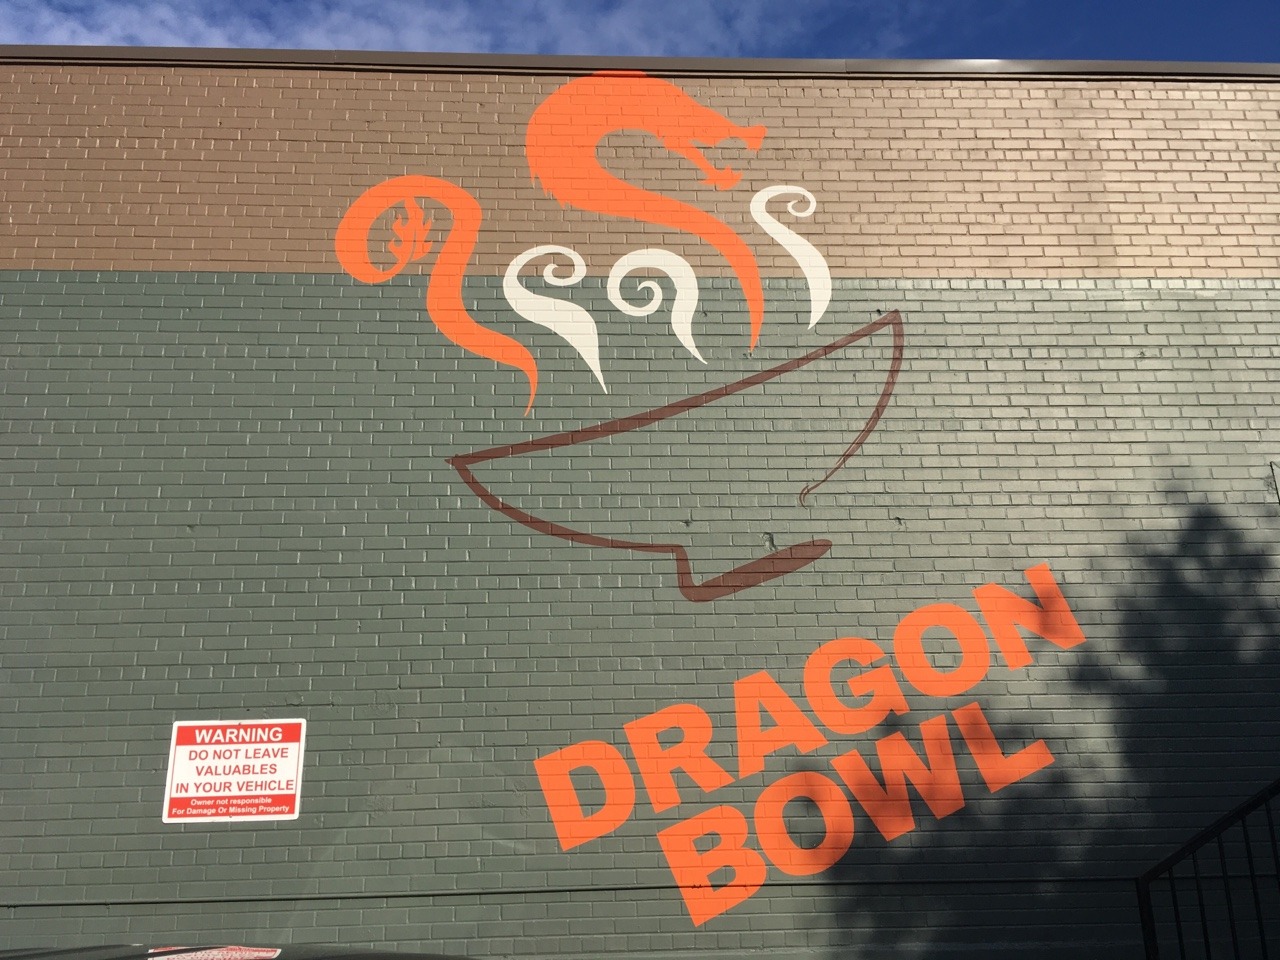 DRAGON
BOWL
WARNING
DO NOT LEAVE
VALUABLES
IN YOUR VEHICLE
Owner not responsible
For Damage Or Missing Property